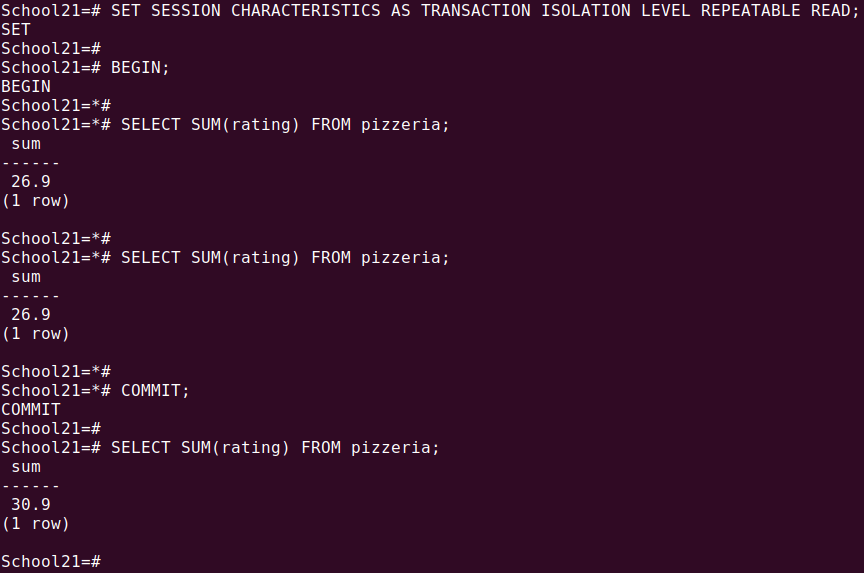 School21=# SET SESSION CHARACTERISTICS AS TRANSACTION ISOLATION LEVEL REPEATABLE READ;
SET
School21=#
School21=# BEGIN;
BEGIN
School21=*#
School21=*# SELECT SUM(rating) FROM pizzeria;
 sum
------
 26.9
(1 row)

School21=*#
School21=*# SELECT SUM(rating) FROM pizzeria;
 sum
------
 26.9
(1 row)

School21=*#
School21=*# COMMIT;
COMMIT
School21=#
School21=# SELECT SUM(rating) FROM pizzeria;
 sum
------
 30.9
(1 row)

School21=#